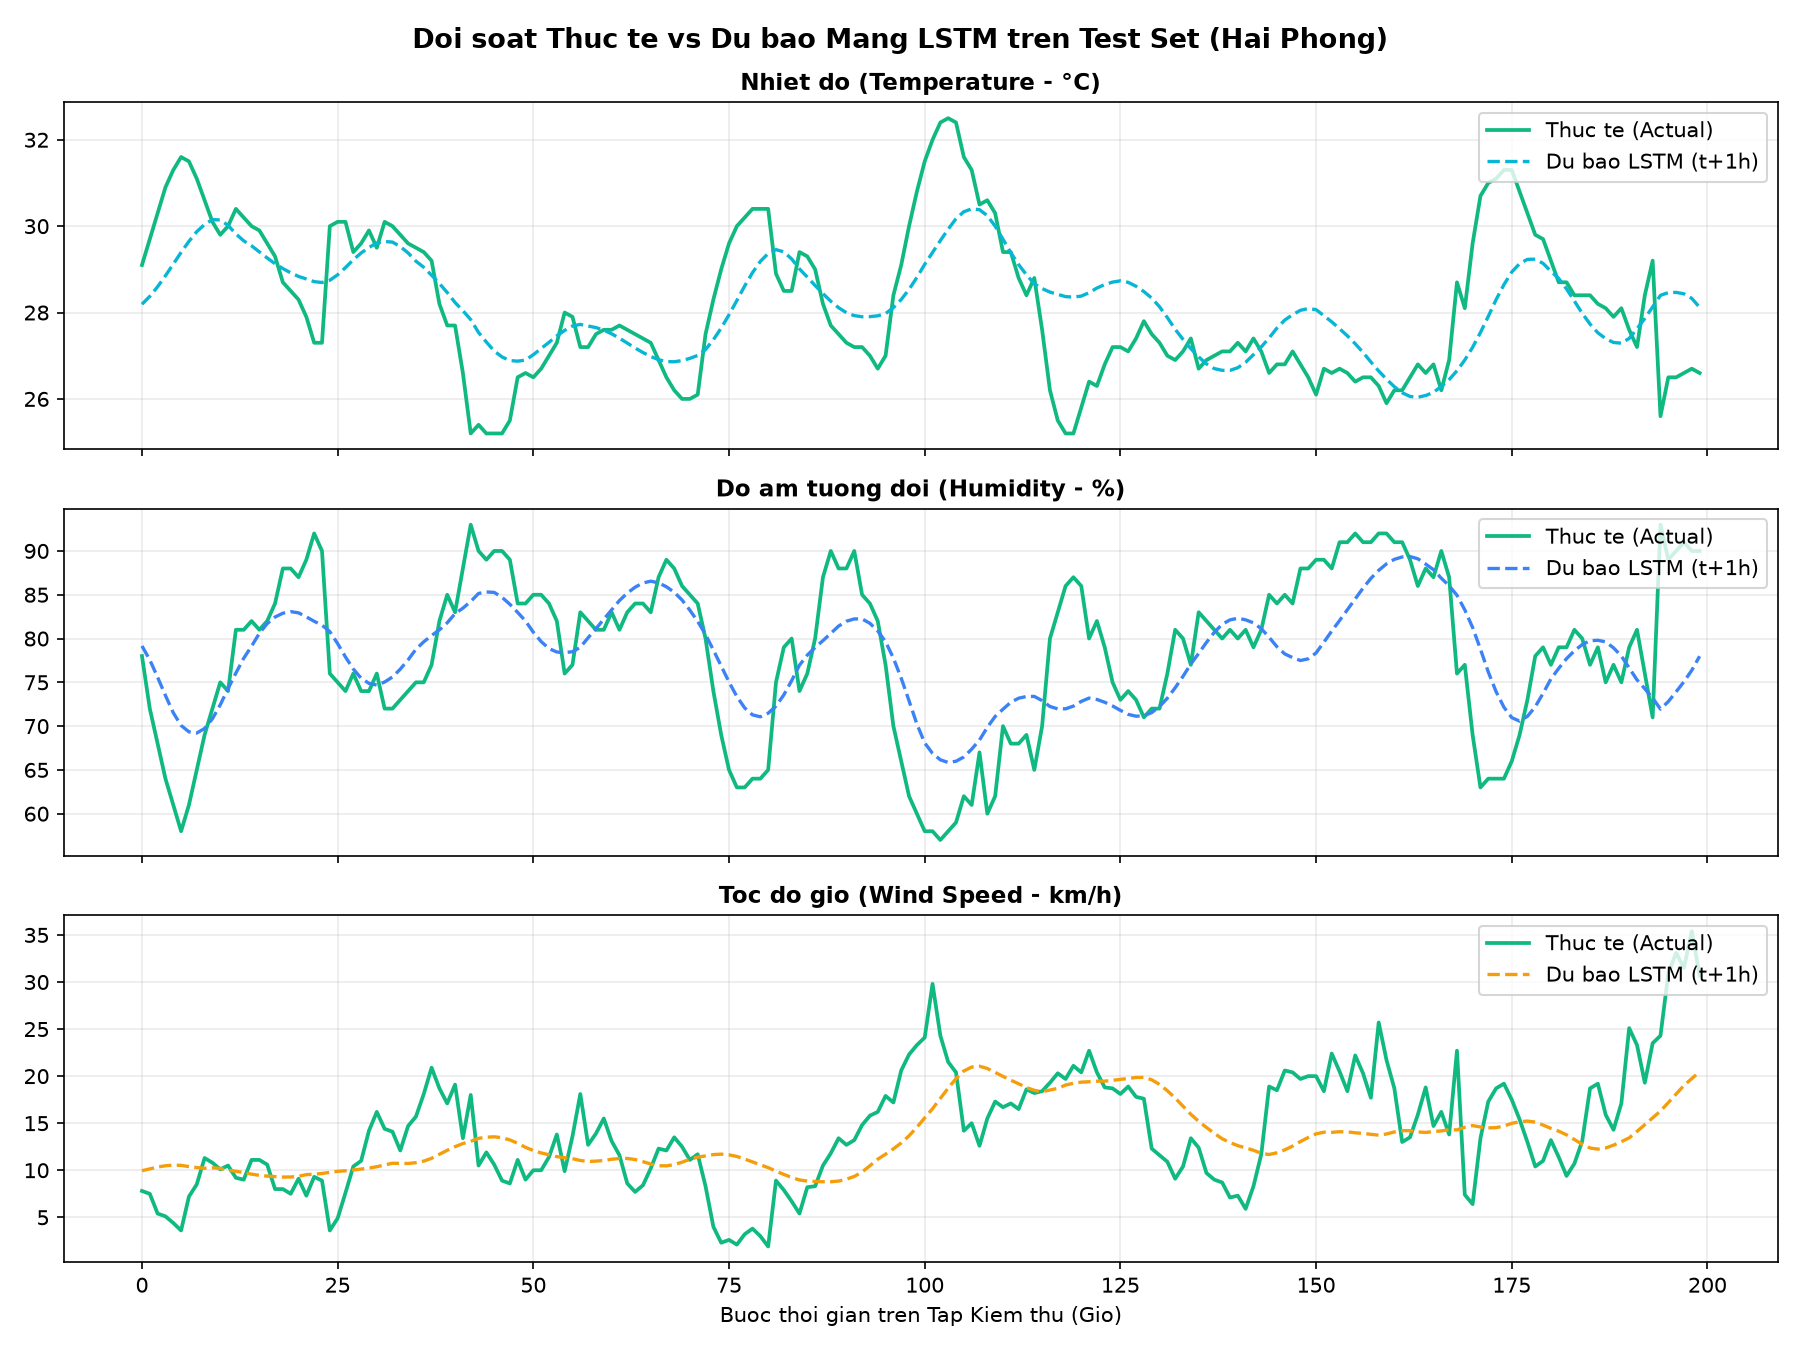 Doi soat Thuc te vs Du bao Mang LSTM tren Test Set (Hai Phong)
Nhiet do (Temperature - °C)
32
30
28
26
Thuc te (Actual)
Du bao LSTM (t+1h)
Do am tuong doi (Humidity - %)
90
85
80
75
70
65
60
Thuc te (Actual)
Du bao LSTM (t+1h)
Toc do gio (Wind Speed - km/h)
35
30
25
20
15
10
5
Thuc te (Actual)
Du bao LSTM (t+1h)
0 25 50 75 100 125 150 175 200
Buoc thoi gian tren Tap Kiem thu (Gio)